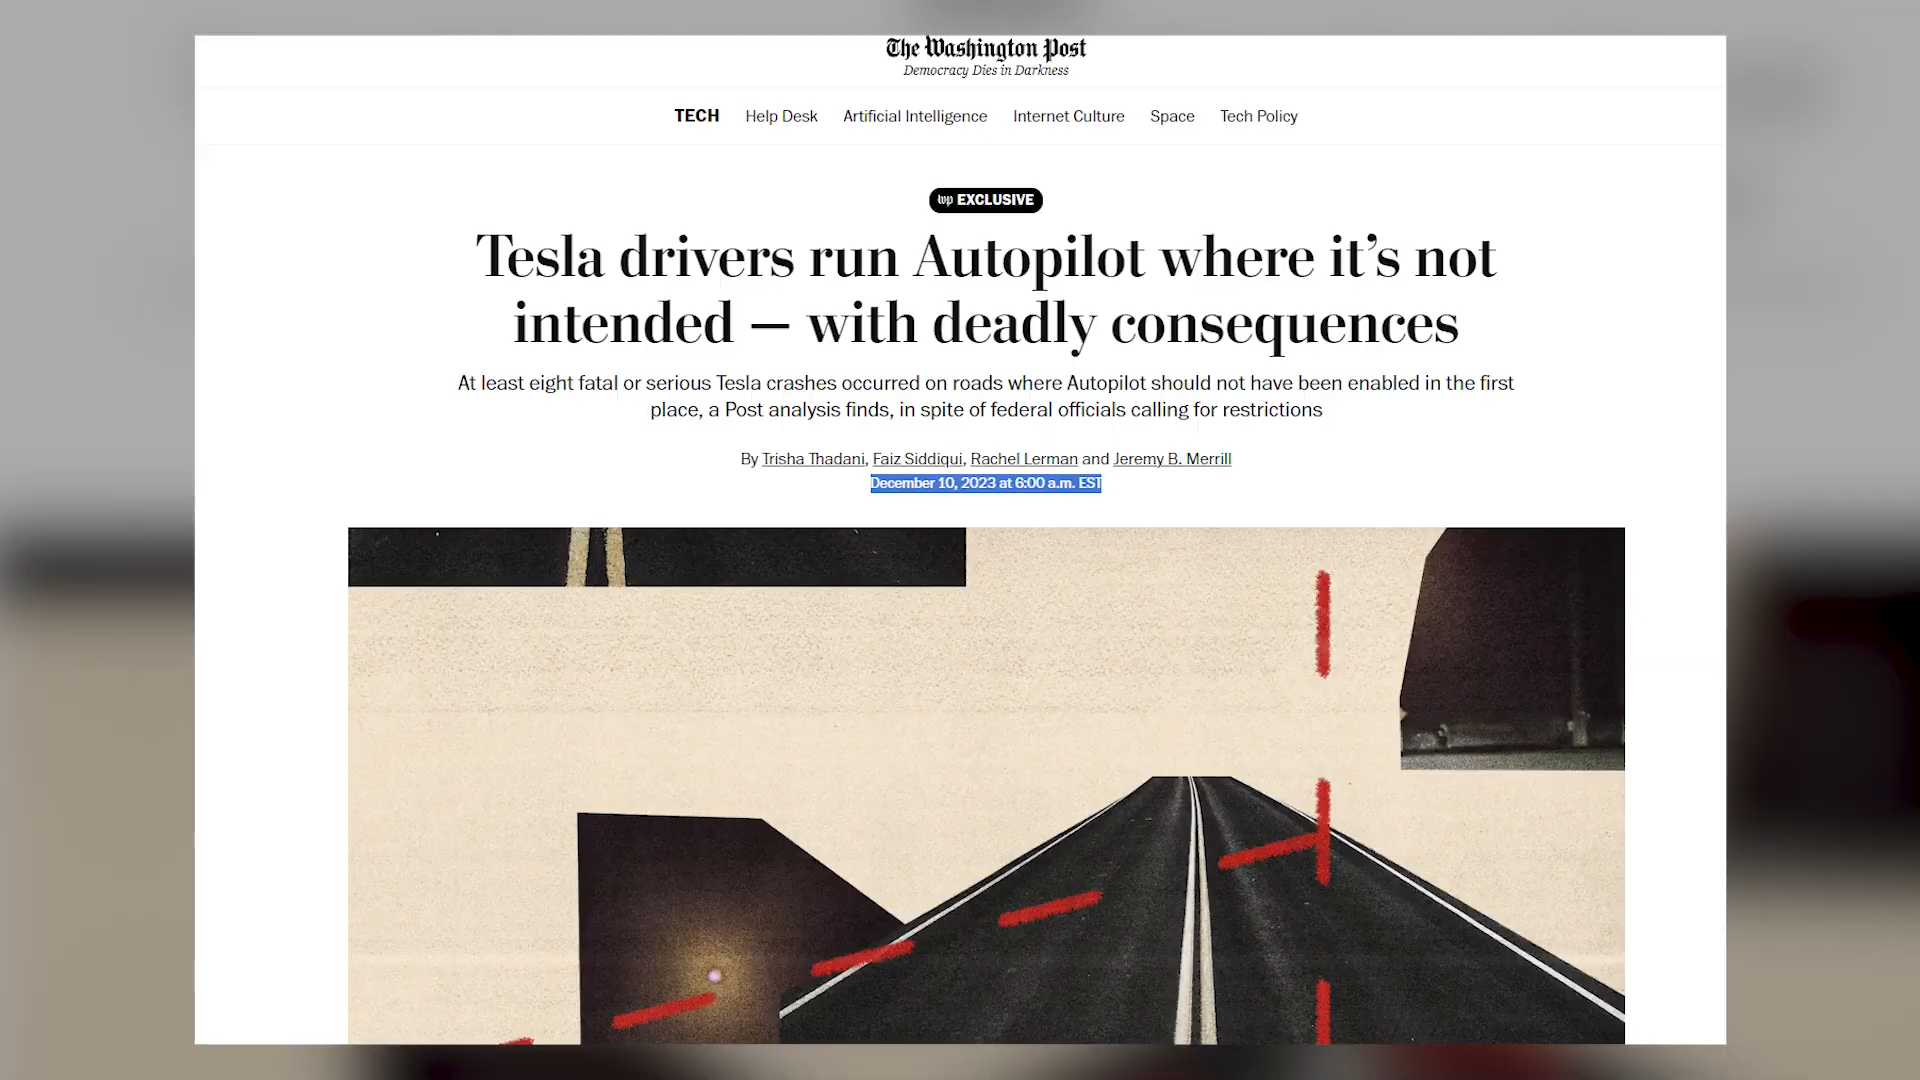 The Washington Post
Democracy Dies in Darkness
TECH Help Desk Artificial Intelligence Internet Culture Space Tech Policy
wp EXCLUSIVE
Tesla drivers run Autopilot where it’s not
intended — with deadly consequences
At least eight fatal or serious Tesla crashes occurred on roads where Autopilot should not have been enabled in the first
place, a Post analysis finds, in spite of federal officials calling for restrictions
By Trisha Thadani, Faiz Siddiqui, Rachel Lerman and Jeremy B. Merrill
December 10, 2023 at 6:00 a.m. EST